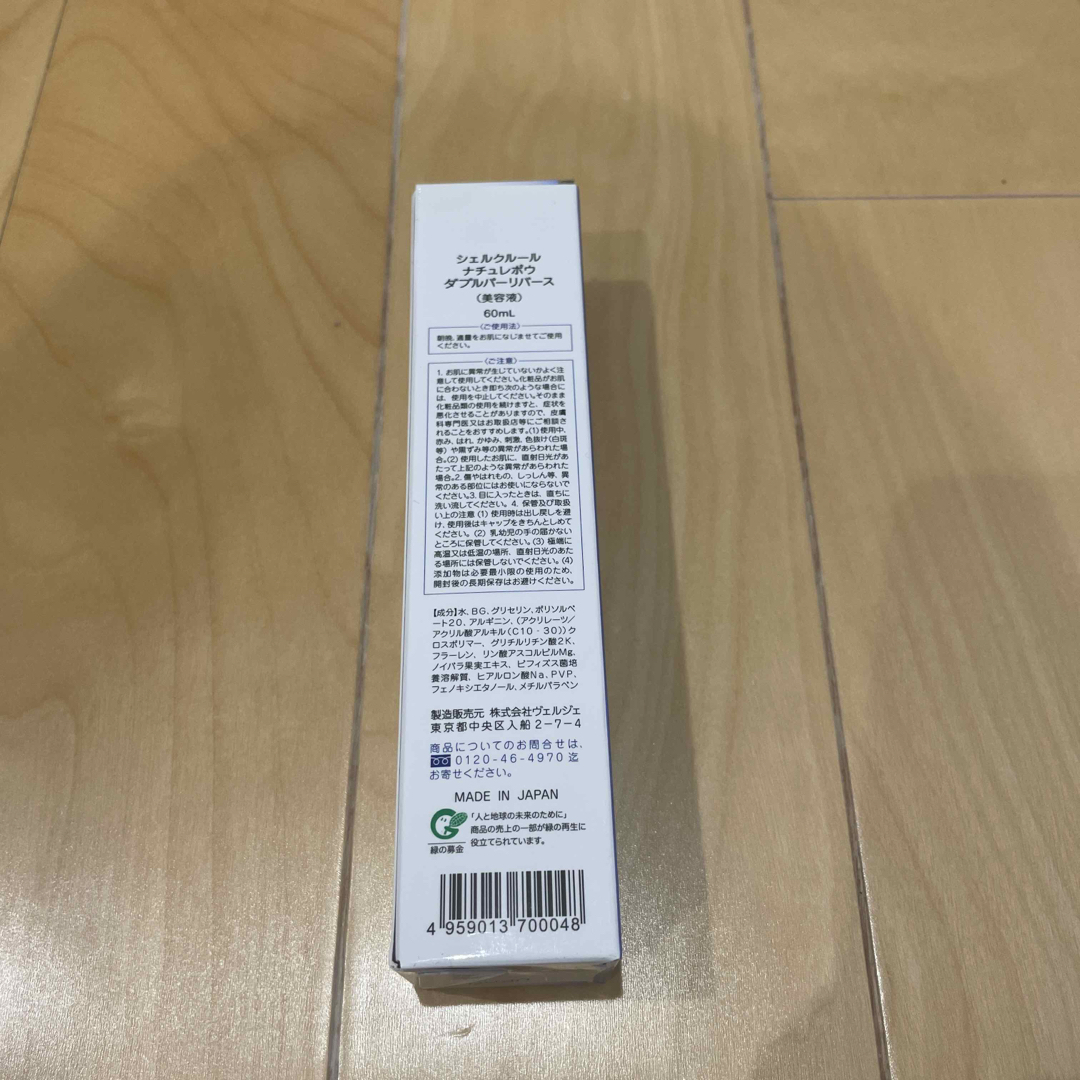 シェルクルール
ナチュレポウ
ダブルパーリバース
(美容液)
60mL
〈ご使用法〉
朝晩、適量をお肌になじませてご使用
ください。
〈ご注意〉
1. お肌に異常が生じていないかよく注
意して使用してください。化粧品がお肌
に合わないとき即ち次のような場合に
は、使用を中止してください。そのまま
化粧品類の使用を続けますと、症状を
悪化させることがありますので、皮膚
科専門医又はお取扱店等にご相談さ
れることをおすすめします。(1)使用中、
赤み、はれ、かゆみ、刺激、色抜け(白斑
等)や黒ずみ等の異常があらわれた場
合。(2) 使用したお肌に、直射日光があ
たって上記のような異常があらわれた
場合。2. 傷やはれもの、しっしん等、異
常のある部位にはお使いにならないで
ください。3. 目に入ったときは、直ちに
洗い流してください。4. 保管及び取扱
い上の注意 (1) 使用時は出し戻しを避
け、使用後はキャップをきちんとしめて
ください。(2) 乳幼児の手の届かない
ところに保管してください。(3) 極端に
高温又は低温の場所、直射日光のあた
る場所には保管しないでください。(4)
添加物は必要最小限の使用のため、
開封後の長期保存はお避けください。
【成分】水、BG、グリセリン、ポリソルベ
ート20、アルギニン、(アクリレーツ/
アクリル酸アルキル(C10‐30))ク
ロスポリマー、グリチルリチン酸2K、
フラーレン、リン酸アスコルビルMg、
ノイバラ果実エキス、ビフィズス菌培
養溶解質、ヒアルロン酸Na、PVP、
フェノキシエタノール、メチルパラベン
製造販売元 株式会社ヴェルジェ
東京都中央区入船2-7-4
商品についてのお問合せは、
0120-46-4970 迄
お寄せください。
MADE IN JAPAN
「人と地球の未来のために」
商品の売上の一部が緑の再生に
役立てられています。
緑の募金
4 959013 700048